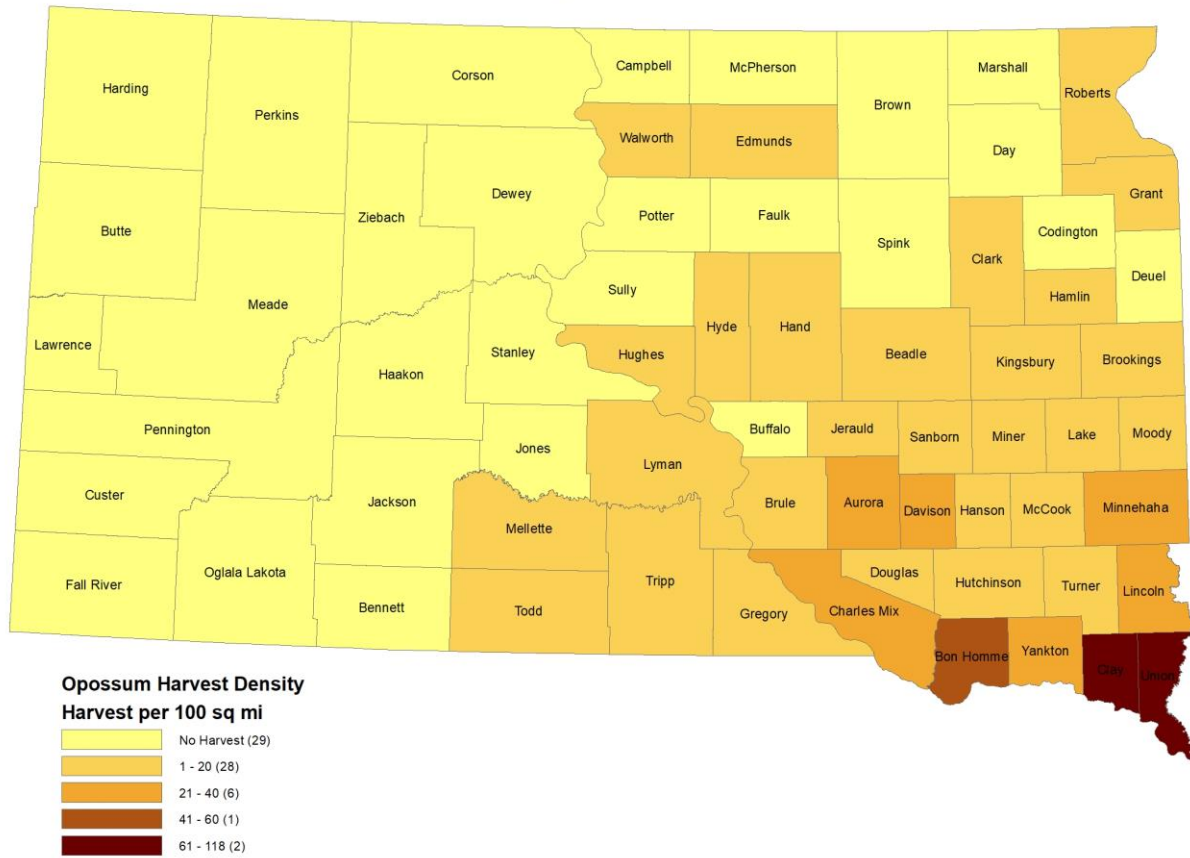 Harding
Perkins
Corson
Campbell
McPherson
Brown
Marshall
Roberts
Walworth
Edmunds
Day
Dewey
Ziebach
Potter
Faulk
Spink
Grant
Butte
Clark
Codington
Deuel
Meade
Sully
Hyde
Hand
Hamlin
Lawrence
Stanley
Hughes
Beadle
Kingsbury
Brookings
Haakon
Pennington
Jones
Buffalo
Jerauld
Sanborn
Miner
Lake
Moody
Custer
Jackson
Lyman
Brule
Aurora
Davison
Hanson
McCook
Minnehaha
Mellette
Fall River
Oglala Lakota
Bennett
Todd
Tripp
Gregory
Charles Mix
Douglas
Hutchinson
Turner
Lincoln
Bon Homme
Yankton
Clay
Union
Opossum Harvest Density
Harvest per 100 sq mi
No Harvest (29)
1 - 20 (28)
21 - 40 (6)
41 - 60 (1)
61 - 118 (2)